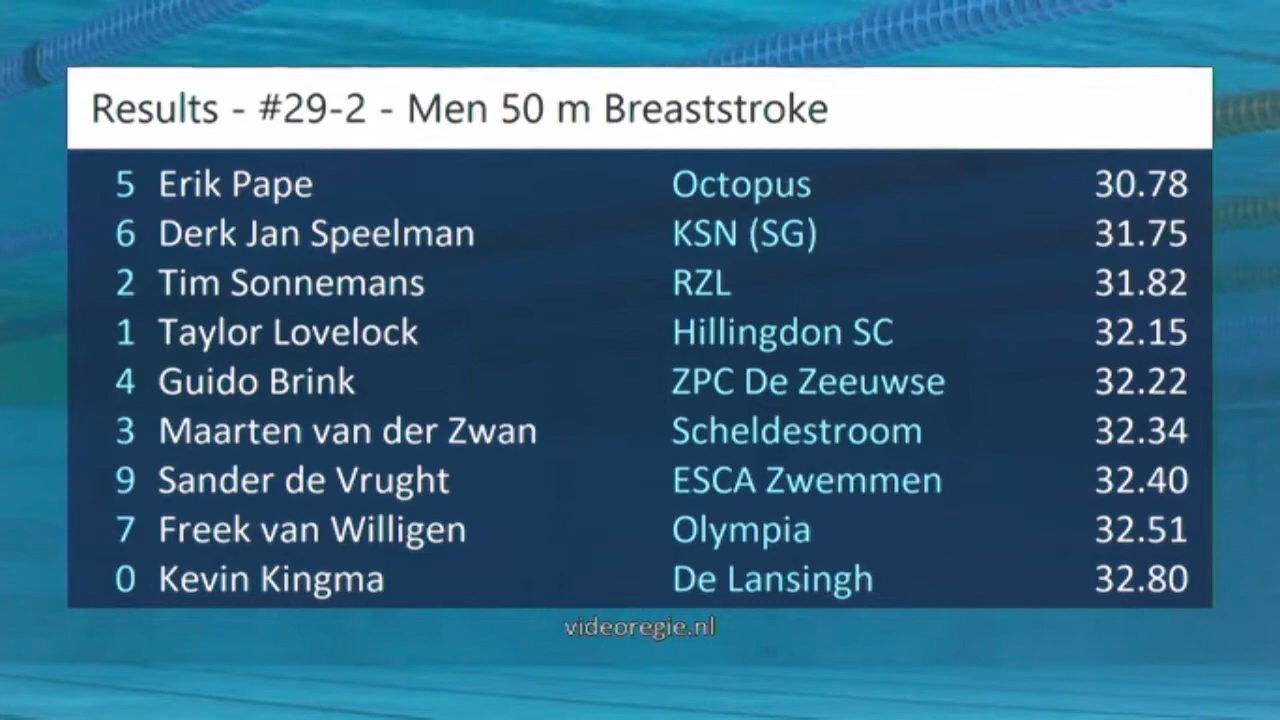 Results - #29-2 - Men 50 m Breaststroke
5 Erik Pape Octopus 30.78
6 Derk Jan Speelman KSN (SG) 31.75
2 Tim Sonnemans RZL 31.82
1 Taylor Lovelock Hillingdon SC 32.15
4 Guido Brink ZPC De Zeeuwse 32.22
3 Maarten van der Zwan Scheldestroom 32.34
9 Sander de Vrught ESCA Zwemmen 32.40
7 Freek van Willigen Olympia 32.51
0 Kevin Kingma De Lansingh 32.80
videoregie.nl